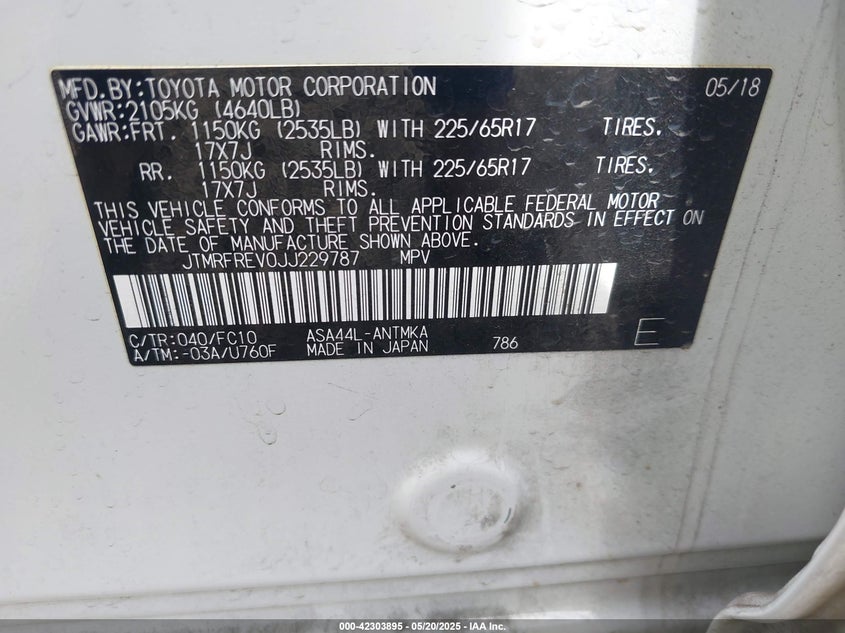 MFD.BY:TOYOTA MOTOR CORPORATION 05/18
GVWR:2105KG (4640LB)
GAWR:FRT. 1150KG (2535LB) WITH 225/65R17 TIRES.
17X7J RIMS.
RR. 1150KG (2535LB) WITH 225/65R17 TIRES.
17X7J RIMS.
THIS VEHICLE CONFORMS TO ALL APPLICABLE FEDERAL MOTOR
VEHICLE SAFETY AND THEFT PREVENTION STANDARDS IN EFFECT ON
THE DATE OF MANUFACTURE SHOWN ABOVE.
JTMRFREV0JJ229787 MPV
C/TR:040/FC10 ASA44L-ANTMKA
A/TM:-03A/U760F MADE IN JAPAN 786 E
000-42303895 - 05/20/2025 - IAA Inc.